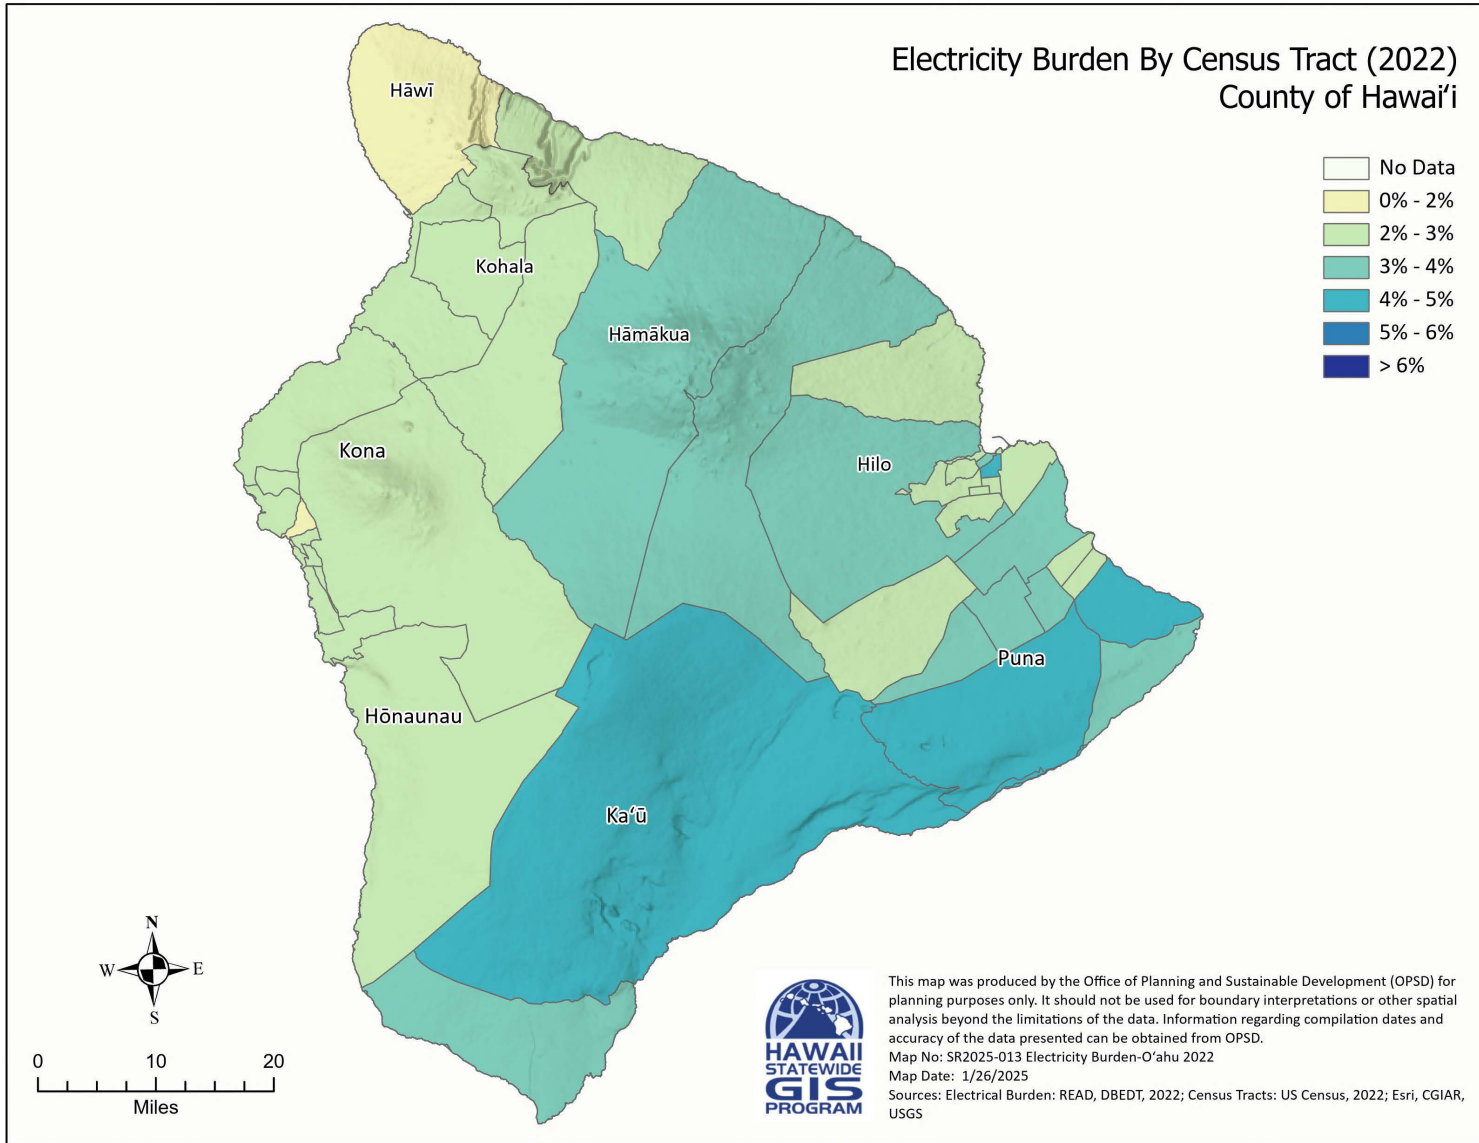 Electricity Burden By Census Tract (2022)
County of Hawaiʻi
No Data
0% - 2%
2% - 3%
3% - 4%
4% - 5%
5% - 6%
> 6%
Hāwī
Kohala
Hāmākua
Kona
Hilo
Puna
Hōnaunau
Kaʻū
N
W
E
S
0 10 20
Miles
HAWAII
STATEWIDE
GIS
PROGRAM
This map was produced by the Office of Planning and Sustainable Development (OPSD) for
planning purposes only. It should not be used for boundary interpretations or other spatial
analysis beyond the limitations of the data. Information regarding compilation dates and
accuracy of the data presented can be obtained from OPSD.
Map No: SR2025-013 Electricity Burden-Oʻahu 2022
Map Date: 1/26/2025
Sources: Electrical Burden: READ, DBEDT, 2022; Census Tracts: US Census, 2022; Esri, CGIAR,
USGS